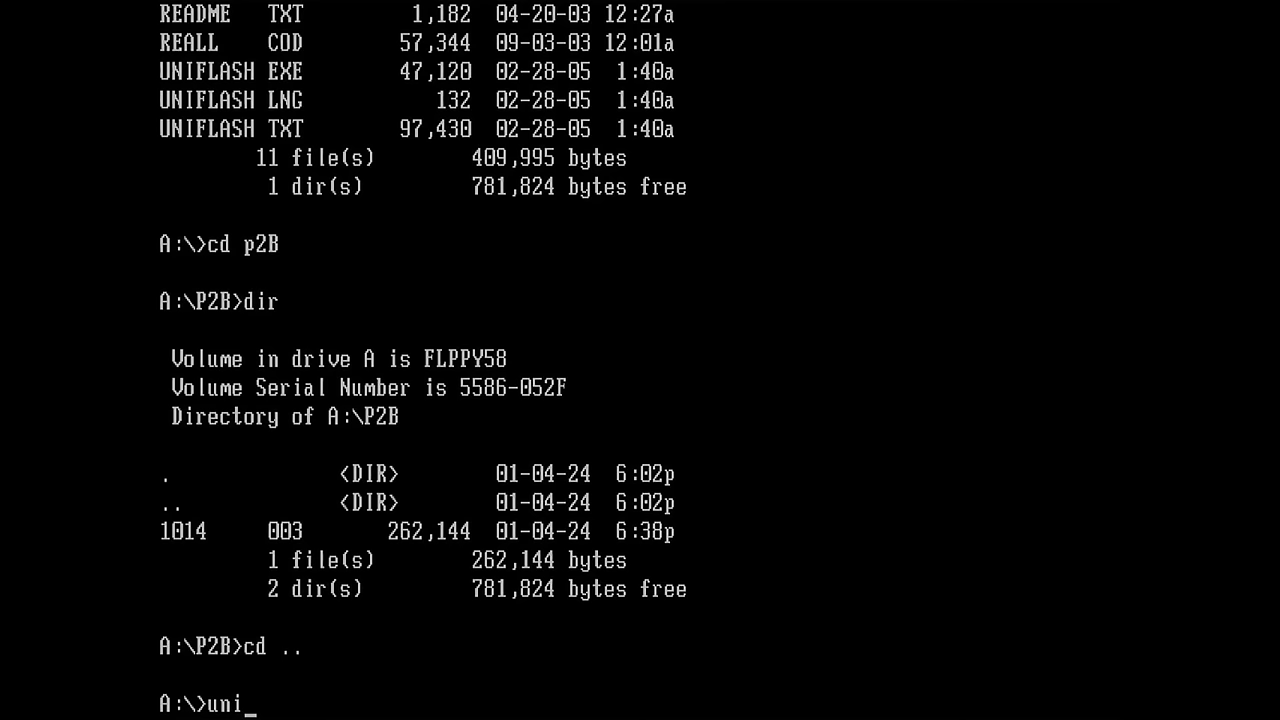 README   TXT         1,182  04-20-03 12:27a
REALL    COD        57,344  09-03-03 12:01a
UNIFLASH EXE        47,120  02-28-05  1:40a
UNIFLASH LNG           132  02-28-05  1:40a
UNIFLASH TXT        97,430  02-28-05  1:40a
        11 file(s)        409,995 bytes
         1 dir(s)         781,824 bytes free
A:\>cd p2B
A:\P2B>dir
 Volume in drive A is FLPPY58
 Volume Serial Number is 5586-052F
 Directory of A:\P2B
.              <DIR>        01-04-24  6:02p
..             <DIR>        01-04-24  6:02p
1014     003       262,144  01-04-24  6:38p
         1 file(s)        262,144 bytes
         2 dir(s)         781,824 bytes free
A:\P2B>cd ..
A:\>uni_